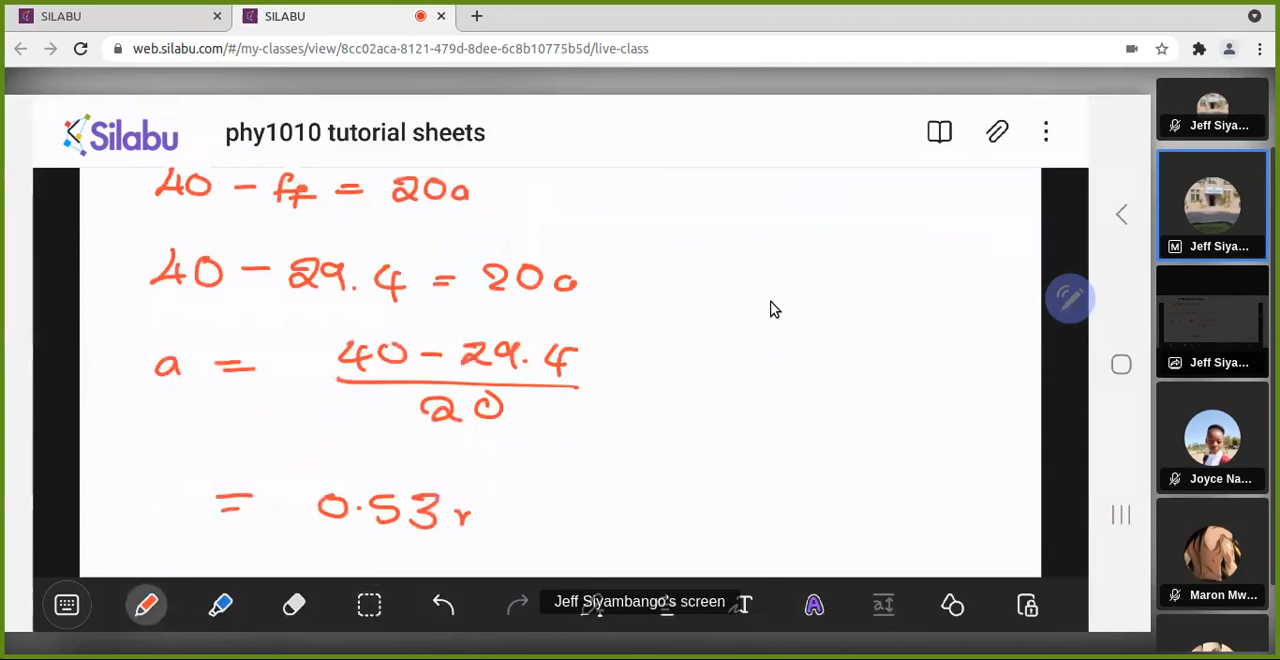 SILABU
SILABU
web.silabu.com/#/my-classes/view/8cc02aca-8121-479d-8dee-6c8b10775b5d/live-class
Silabu phy1010 tutorial sheets
40 - ff = 20a
40 - 29.4 = 20a
a = 40 - 29.4
20
= 0.53
Jeff Siyambango's screen
Jeff Siya...
Jeff Siya...
Jeff Siya...
Joyce Na...
Maron Mw...